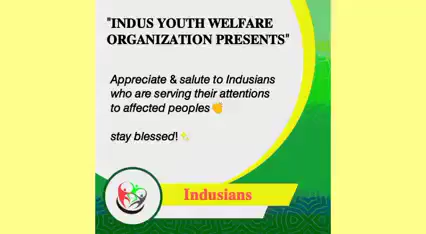 "INDUS YOUTH WELFARE
ORGANIZATION PRESENTS"
Appreciate & salute to Indusians
who are serving their attentions
to affected peoples👏
stay blessed!✨
Indusians